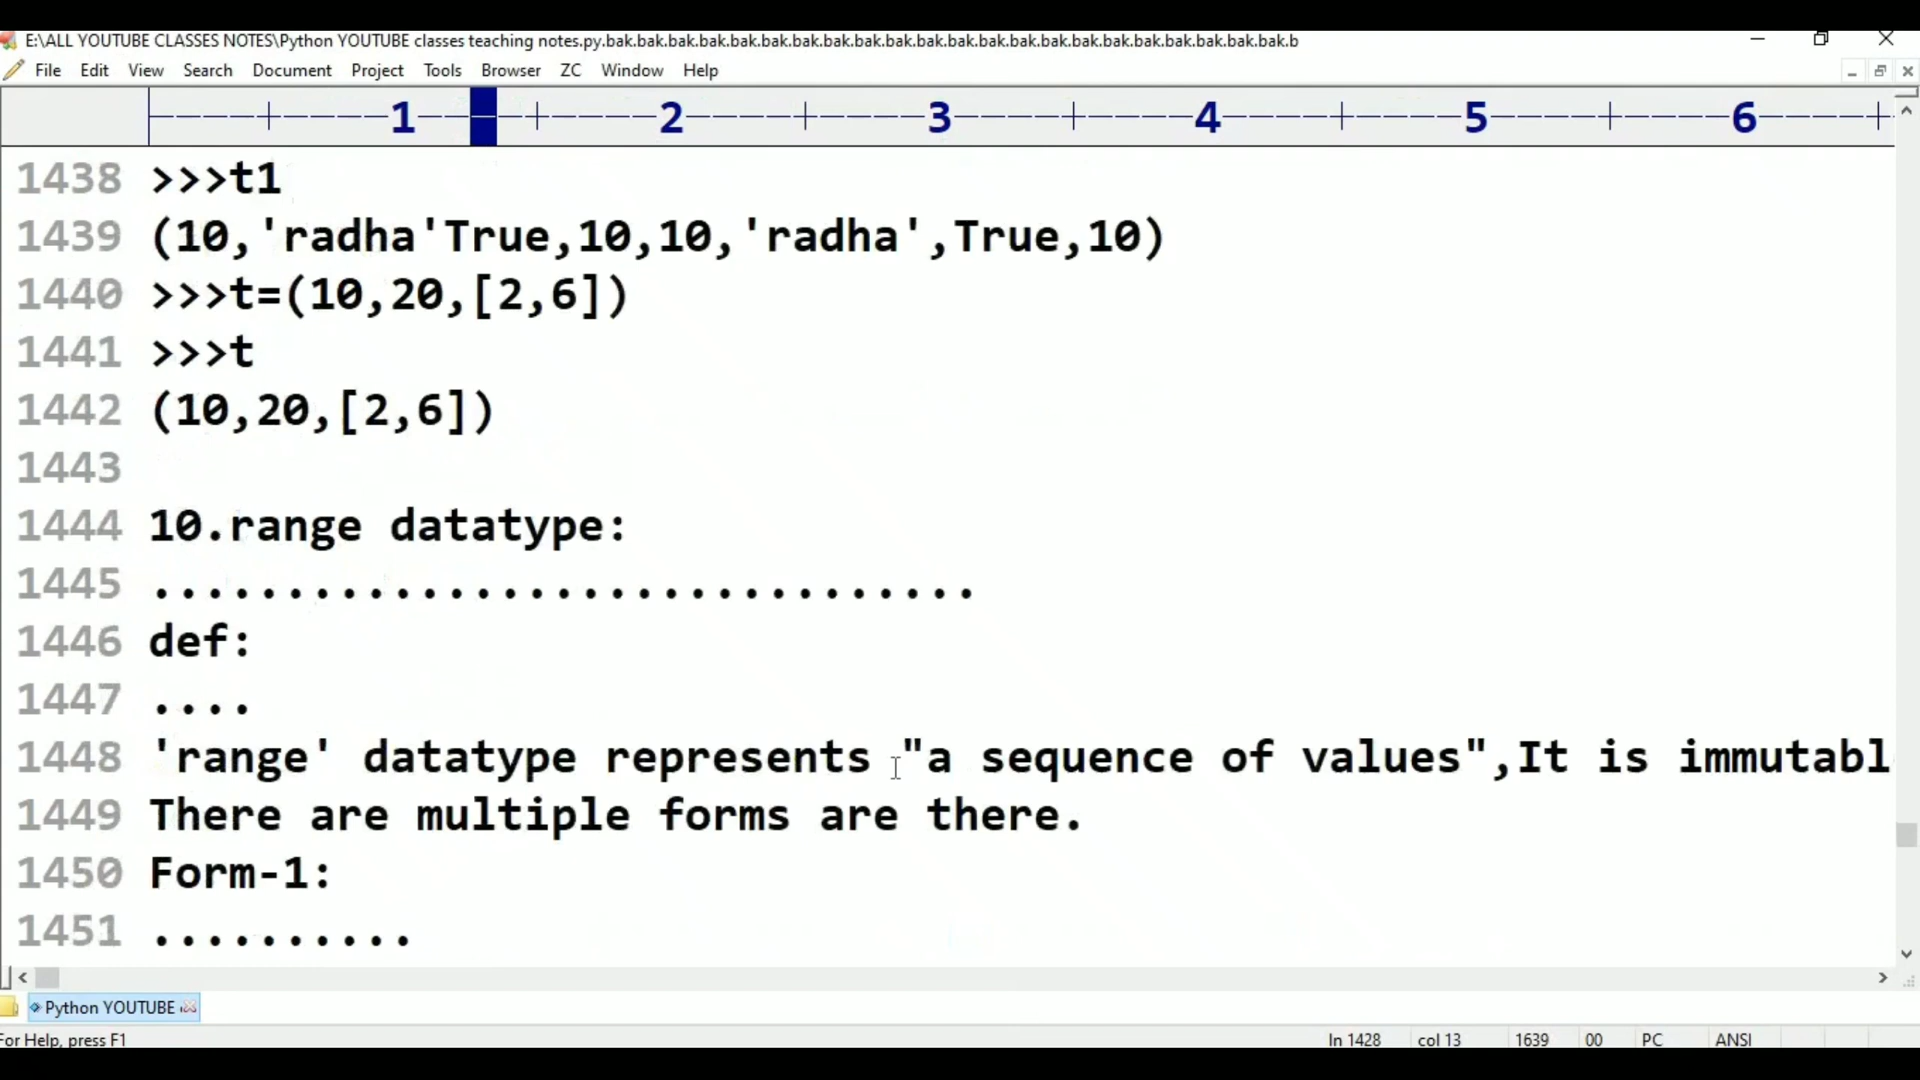 E:\ALL YOUTUBE CLASSES NOTES\Python YOUTUBE classes teaching notes.py.bak.bak.bak.bak.bak.bak.bak.bak.bak.bak.bak.bak.bak.bak.bak.bak.bak.bak.bak.bak.bak.bak.b
File Edit View Search Document Project Tools Browser ZC Window Help
1 2 3 4 5 6
1438 >>>t1
1439 (10,'radha'True,10,10,'radha',True,10)
1440 >>>t=(10,20,[2,6])
1441 >>>t
1442 (10,20,[2,6])
1443
1444 10.range datatype:
1445 ...............................
1446 def:
1447 ....
1448 'range' datatype represents "a sequence of values",It is immutabl
1449 There are multiple forms are there.
1450 Form-1:
1451 ..........
Python YOUTUBE
For Help, press F1 ln 1428 col 13 1639 00 PC ANSI